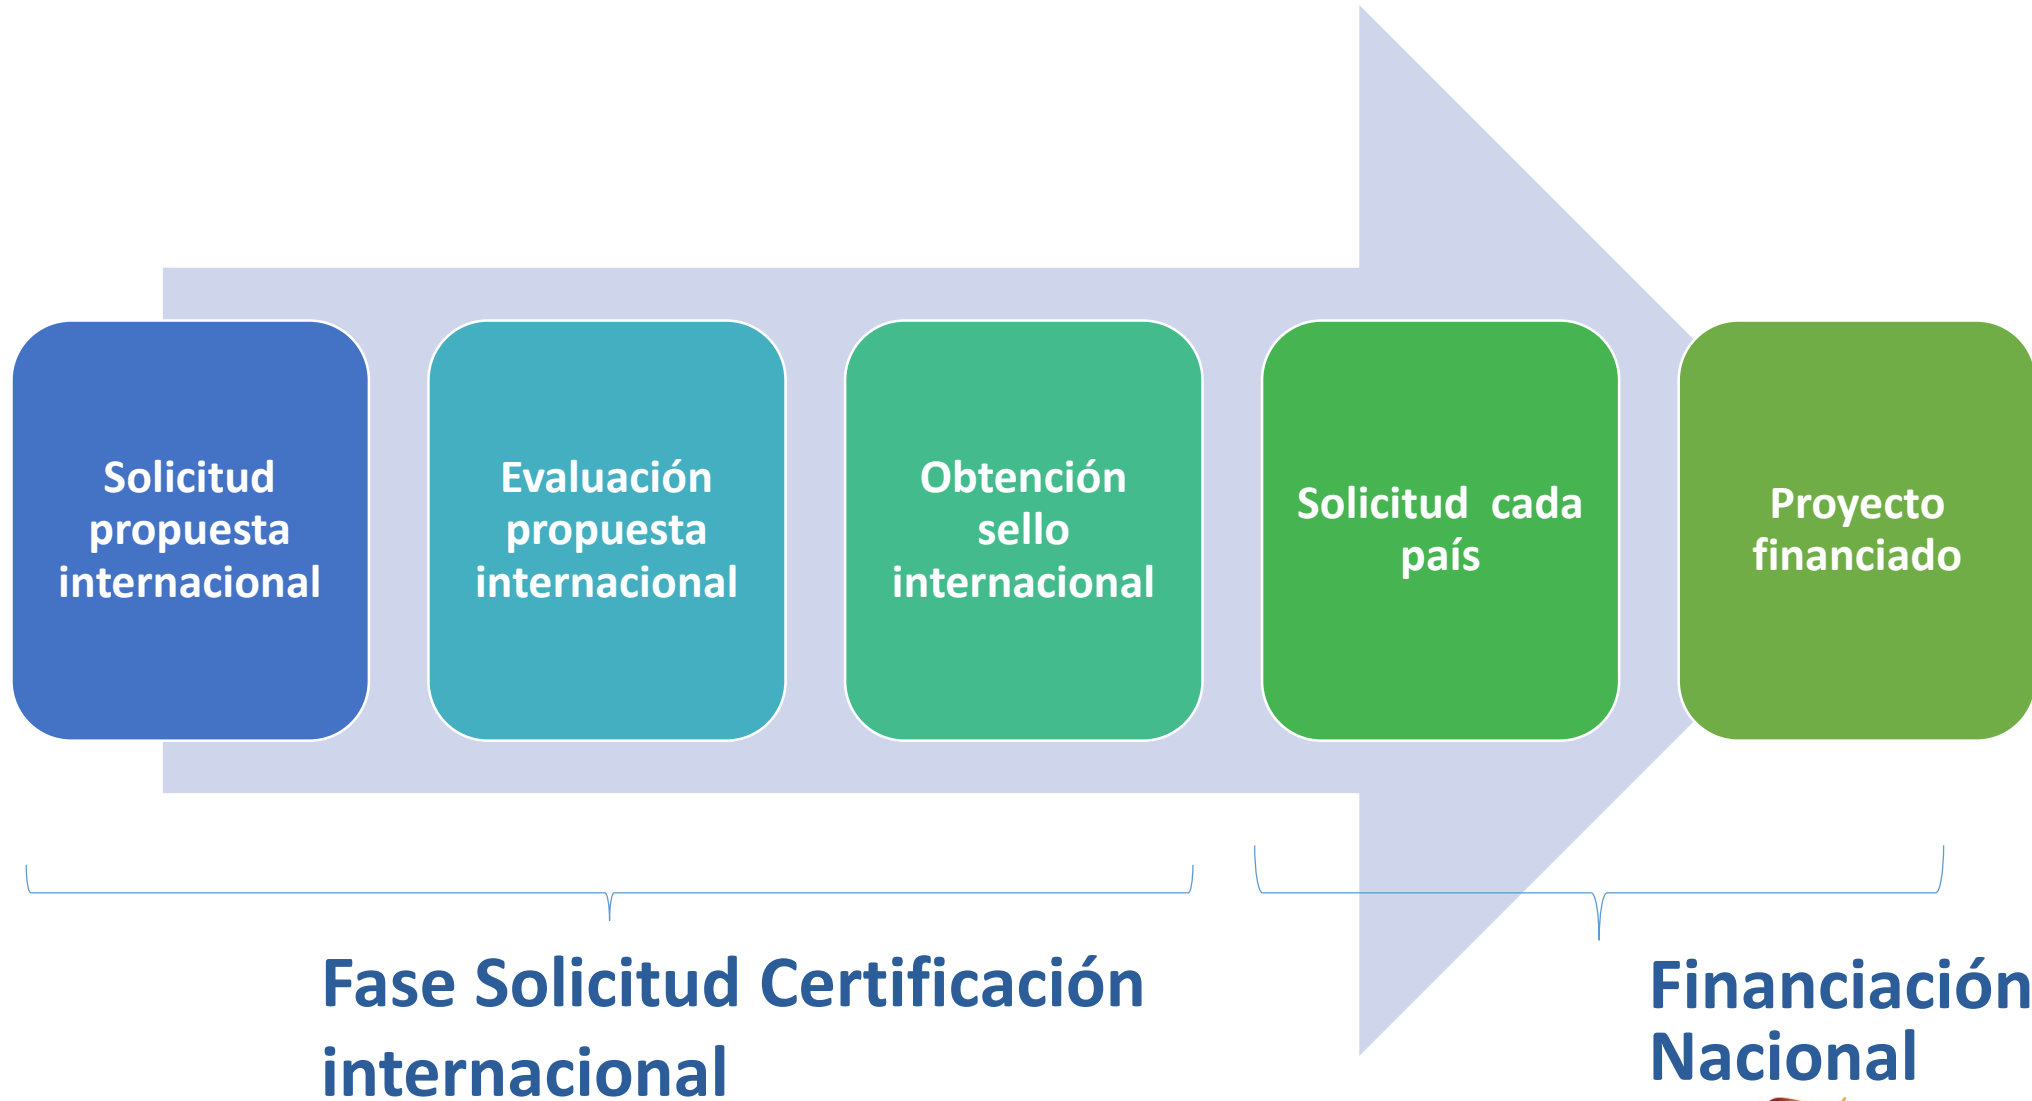 Solicitud
propuesta
internacional
Evaluación
propuesta
internacional
Obtención
sello
internacional
Solicitud  cada
país
Proyecto
financiado
Fase Solicitud Certificación
internacional
Financiación
Nacional